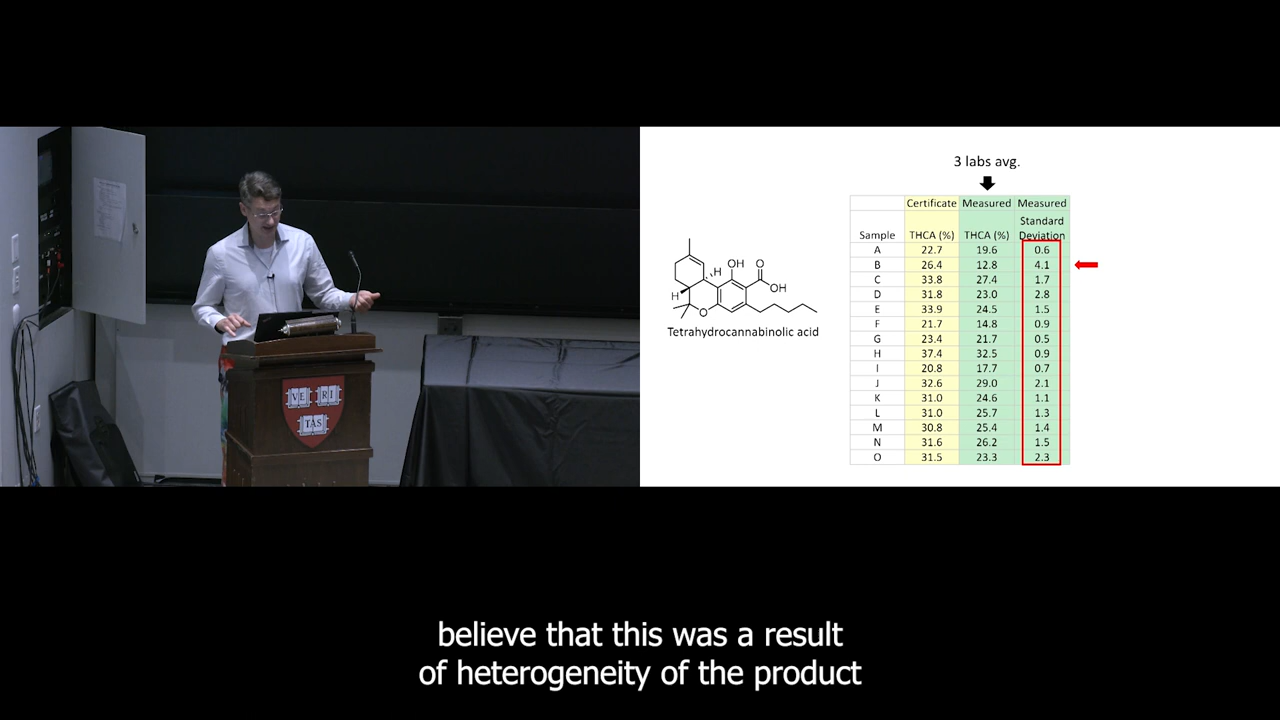 3 labs avg.
Certificate Measured Measured
Sample THCA (%) THCA (%) Standard Deviation
A 22.7 19.6 0.6
B 26.4 12.8 4.1
C 33.8 27.4 1.7
D 31.8 23.0 2.8
E 33.9 24.5 1.5
F 21.7 14.8 0.9
G 23.4 21.7 0.5
H 37.4 32.5 0.9
I 20.8 17.7 0.7
J 32.6 29.0 2.1
K 31.0 24.6 1.1
L 31.0 25.7 1.3
M 30.8 25.4 1.4
N 31.6 26.2 1.5
O 31.5 23.3 2.3
OH O
H
OH
H
O
Tetrahydrocannabinolic acid
VE RI
TAS
believe that this was a result
of heterogeneity of the product